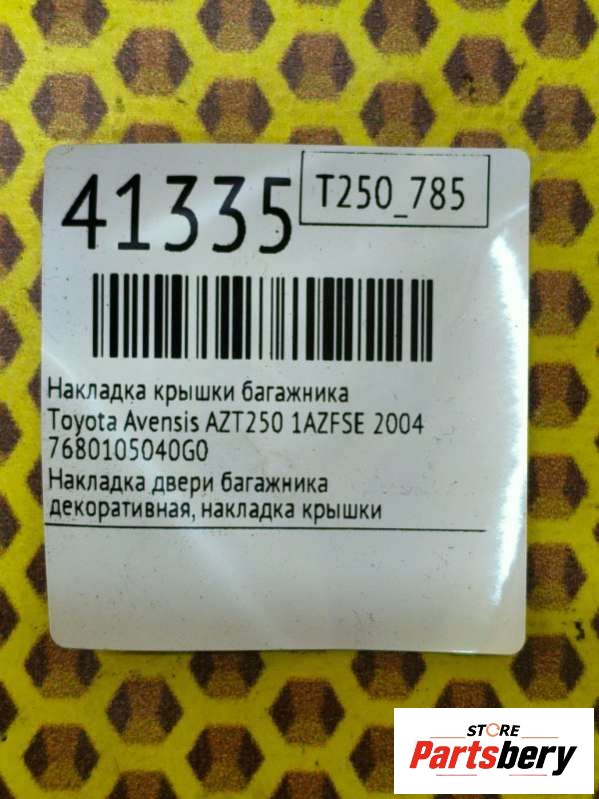 41335
T250_785
Накладка крышки багажника
Toyota Avensis AZT250 1AZFSE 2004
7680105040G0
Накладка двери багажника
декоративная, накладка крышки
STORE
Partsbery